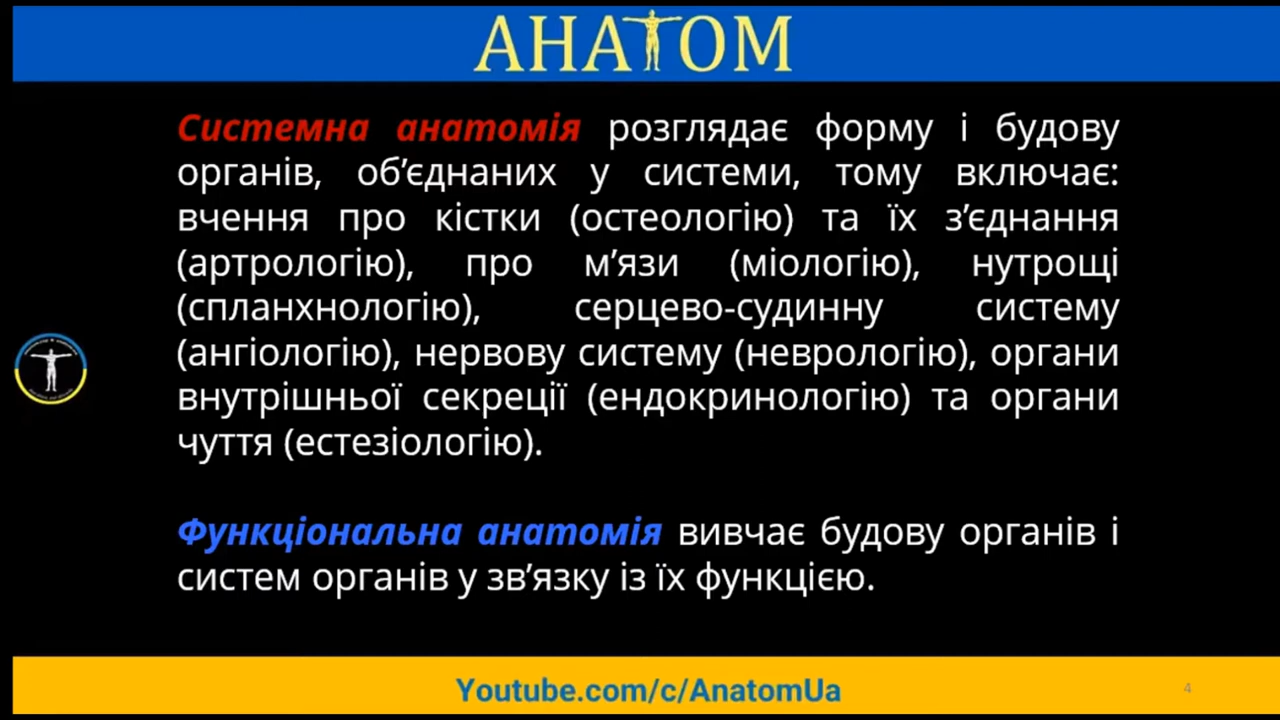 АНАТОМ
Системна анатомія розглядає форму і будову
органів, об’єднаних у системи, тому включає:
вчення про кістки (остеологію) та їх з’єднання
(артрологію), про м’язи (міологію), нутрощі
(спланхнологію), серцево-судинну систему
(ангіологію), нервову систему (неврологію), органи
внутрішньої секреції (ендокринологію) та органи
чуття (естезіологію).
Функціональна анатомія вивчає будову органів і
систем органів у зв’язку із їх функцією.
Youtube.com/c/AnatomUa
4